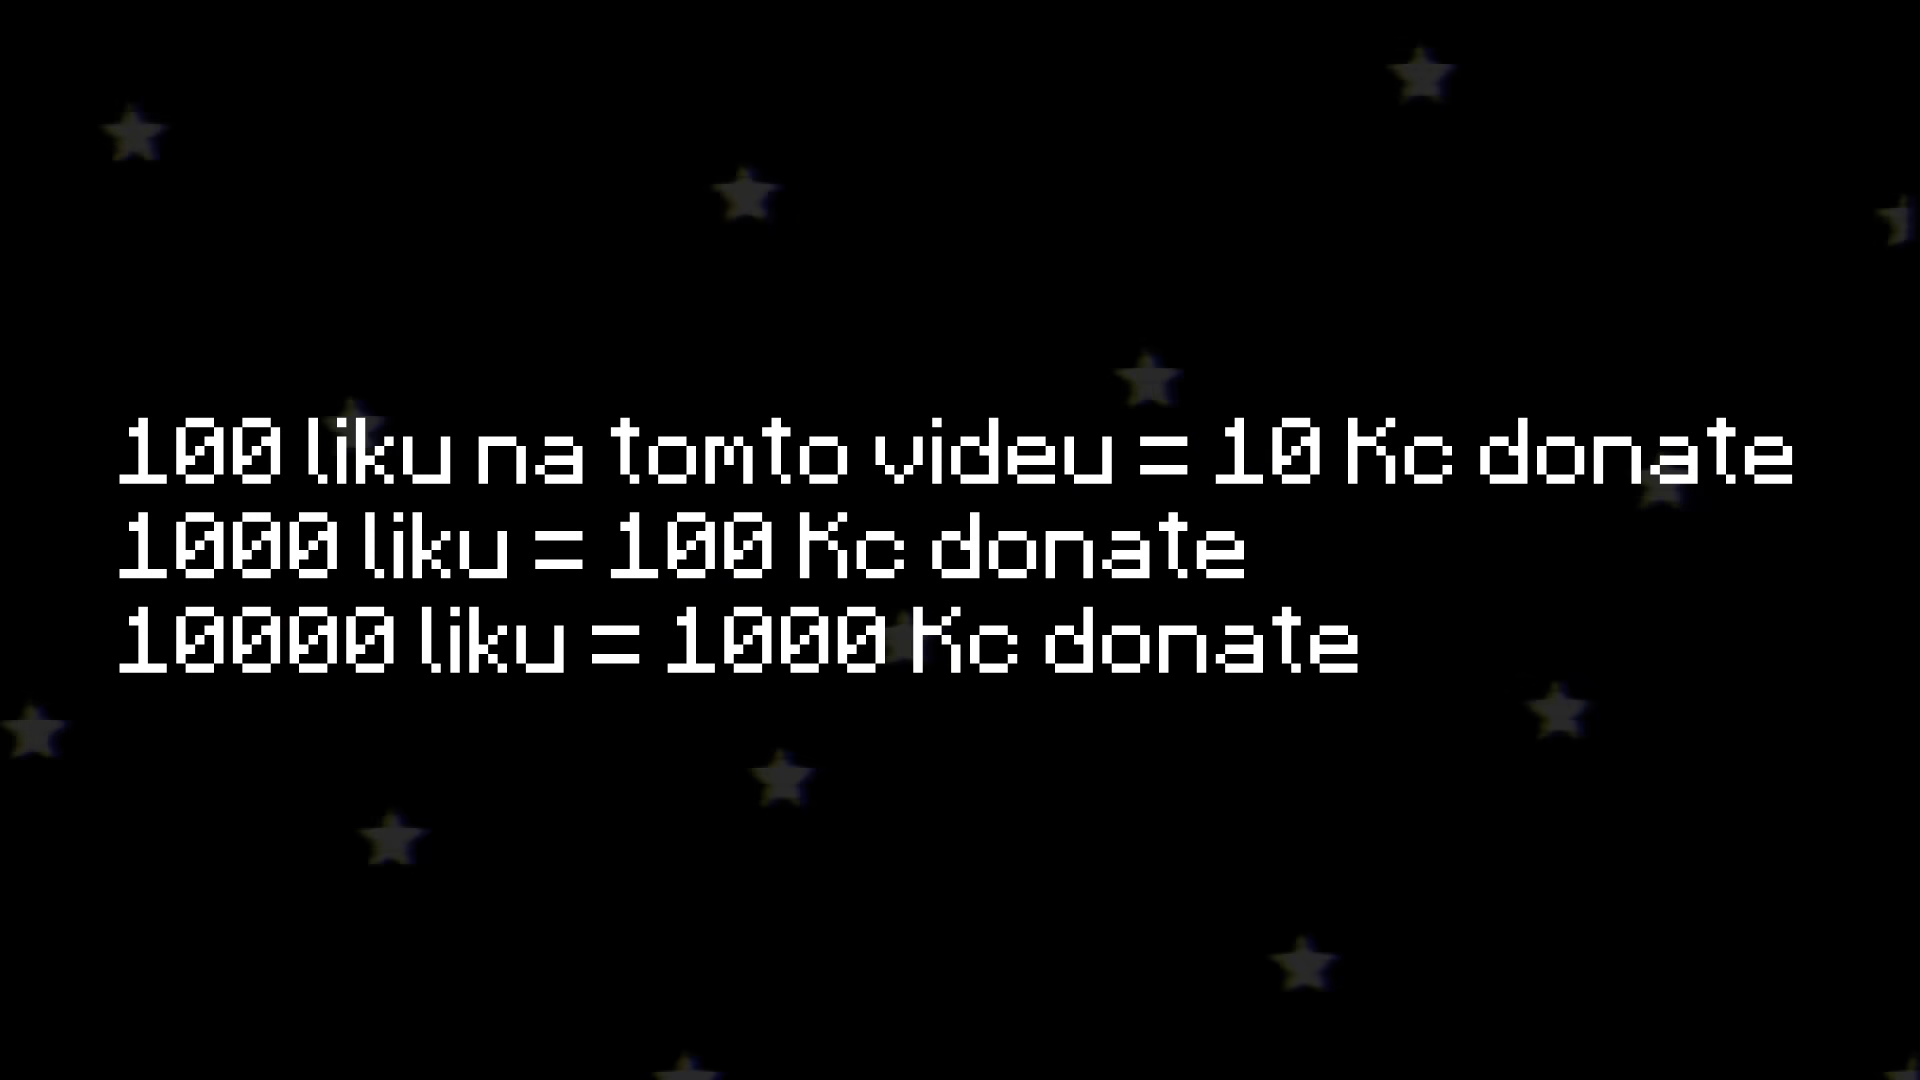 100 liku na tomto videu = 10 Kc donate
1000 liku = 100 Kc donate
10000 liku = 1000 Kc donate